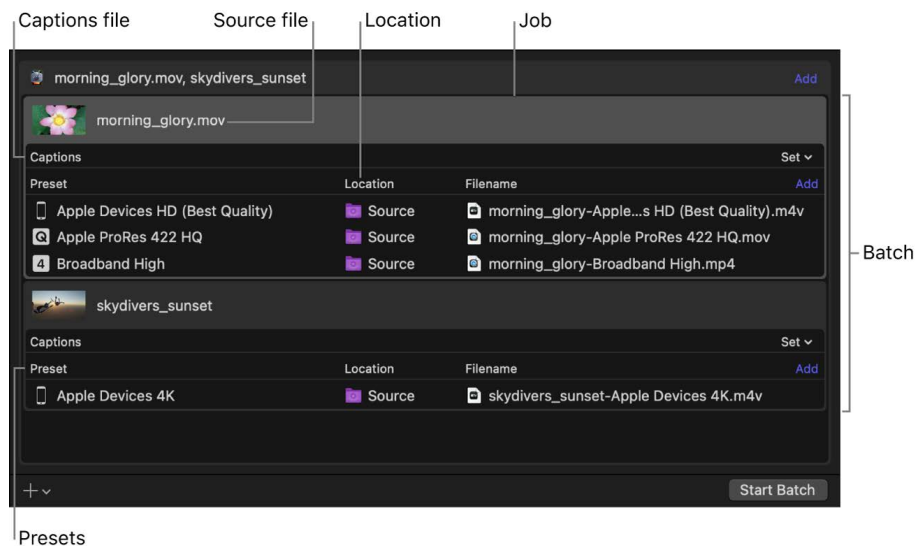 Captions file Source file Location Job
morning_glory.mov, skydivers_sunset Add
morning_glory.mov
Captions Set
Preset Location Filename Add
Apple Devices HD (Best Quality) Source morning_glory-Apple...s HD (Best Quality).m4v
Q Apple ProRes 422 HQ Source morning_glory-Apple ProRes 422 HQ.mov
4 Broadband High Source morning_glory-Broadband High.mp4
Batch
skydivers_sunset
Captions Set
Preset Location Filename Add
Apple Devices 4K Source skydivers_sunset-Apple Devices 4K.m4v
Start Batch
Presets